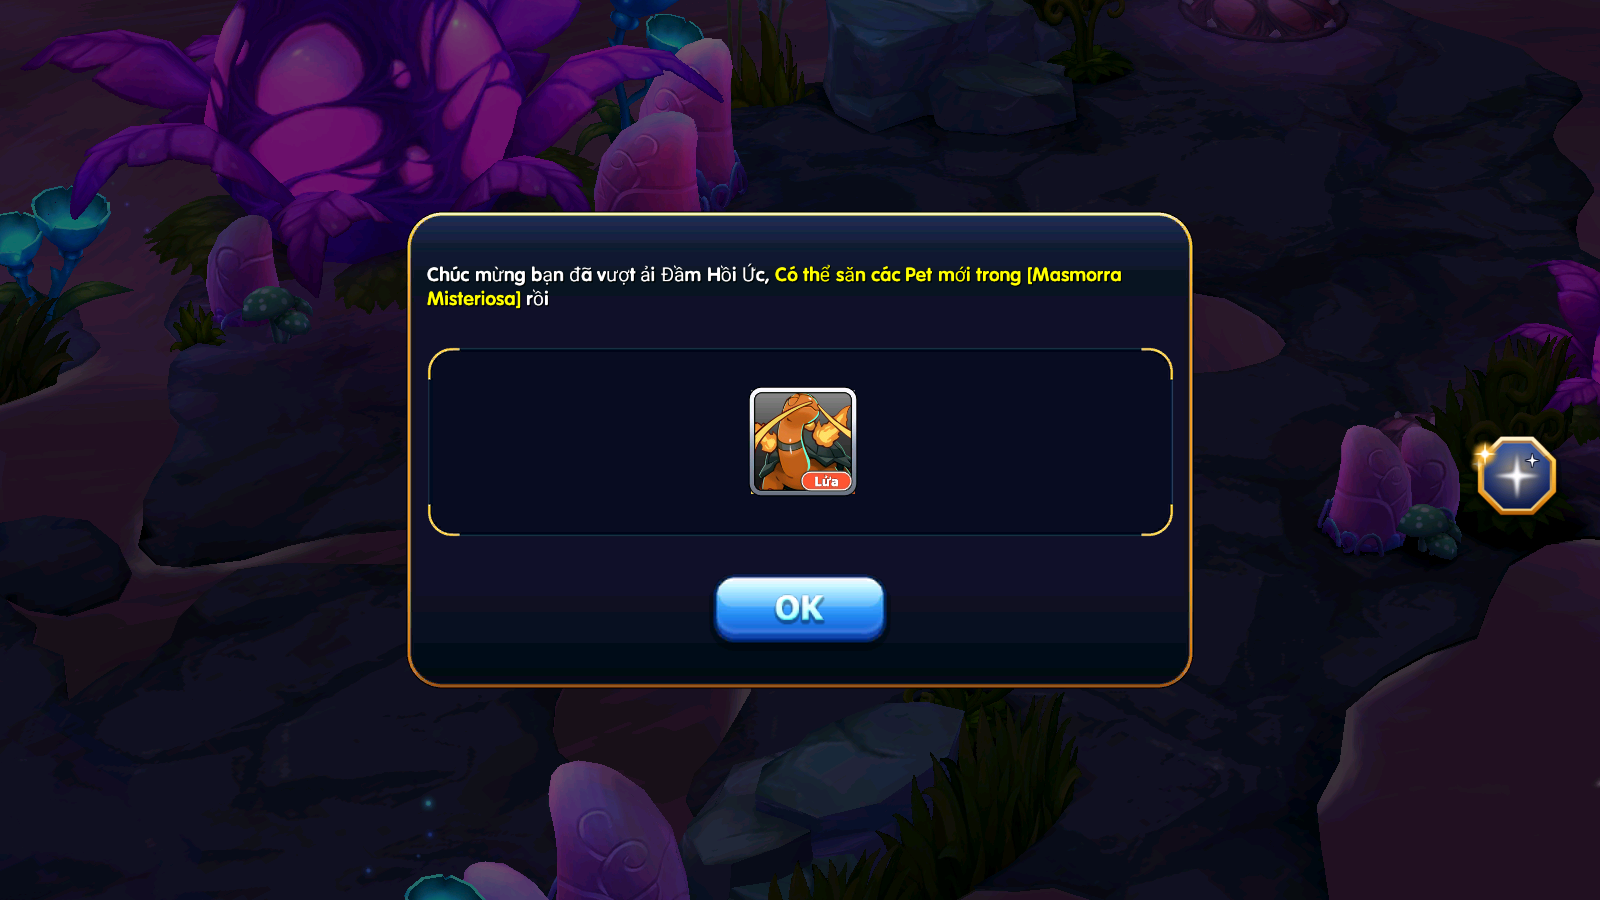 Chúc mừng bạn đã vượt ải Đầm Hồi Ức, Có thể săn các Pet mới trong [Masmorra
Misteriosa] rồi
Lửa
OK